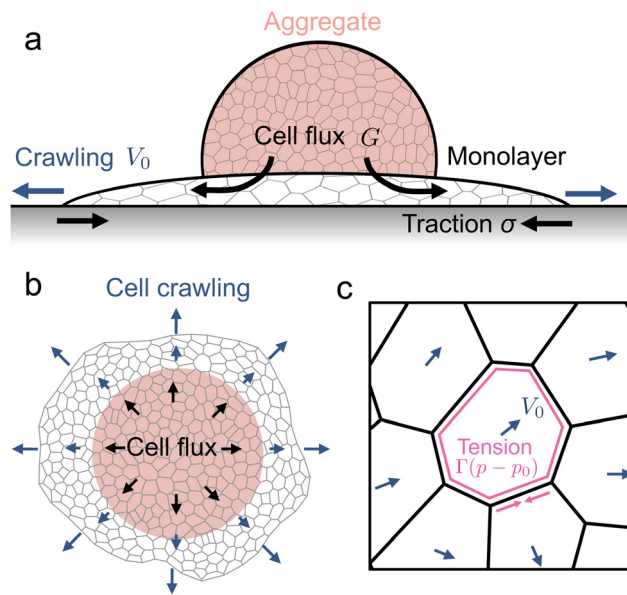 a
Aggregate
Cell flux G
Crawling V₀
Monolayer
Traction σ
b
Cell crawling
Cell flux
c
V₀
Tension
Γ(p − p₀)